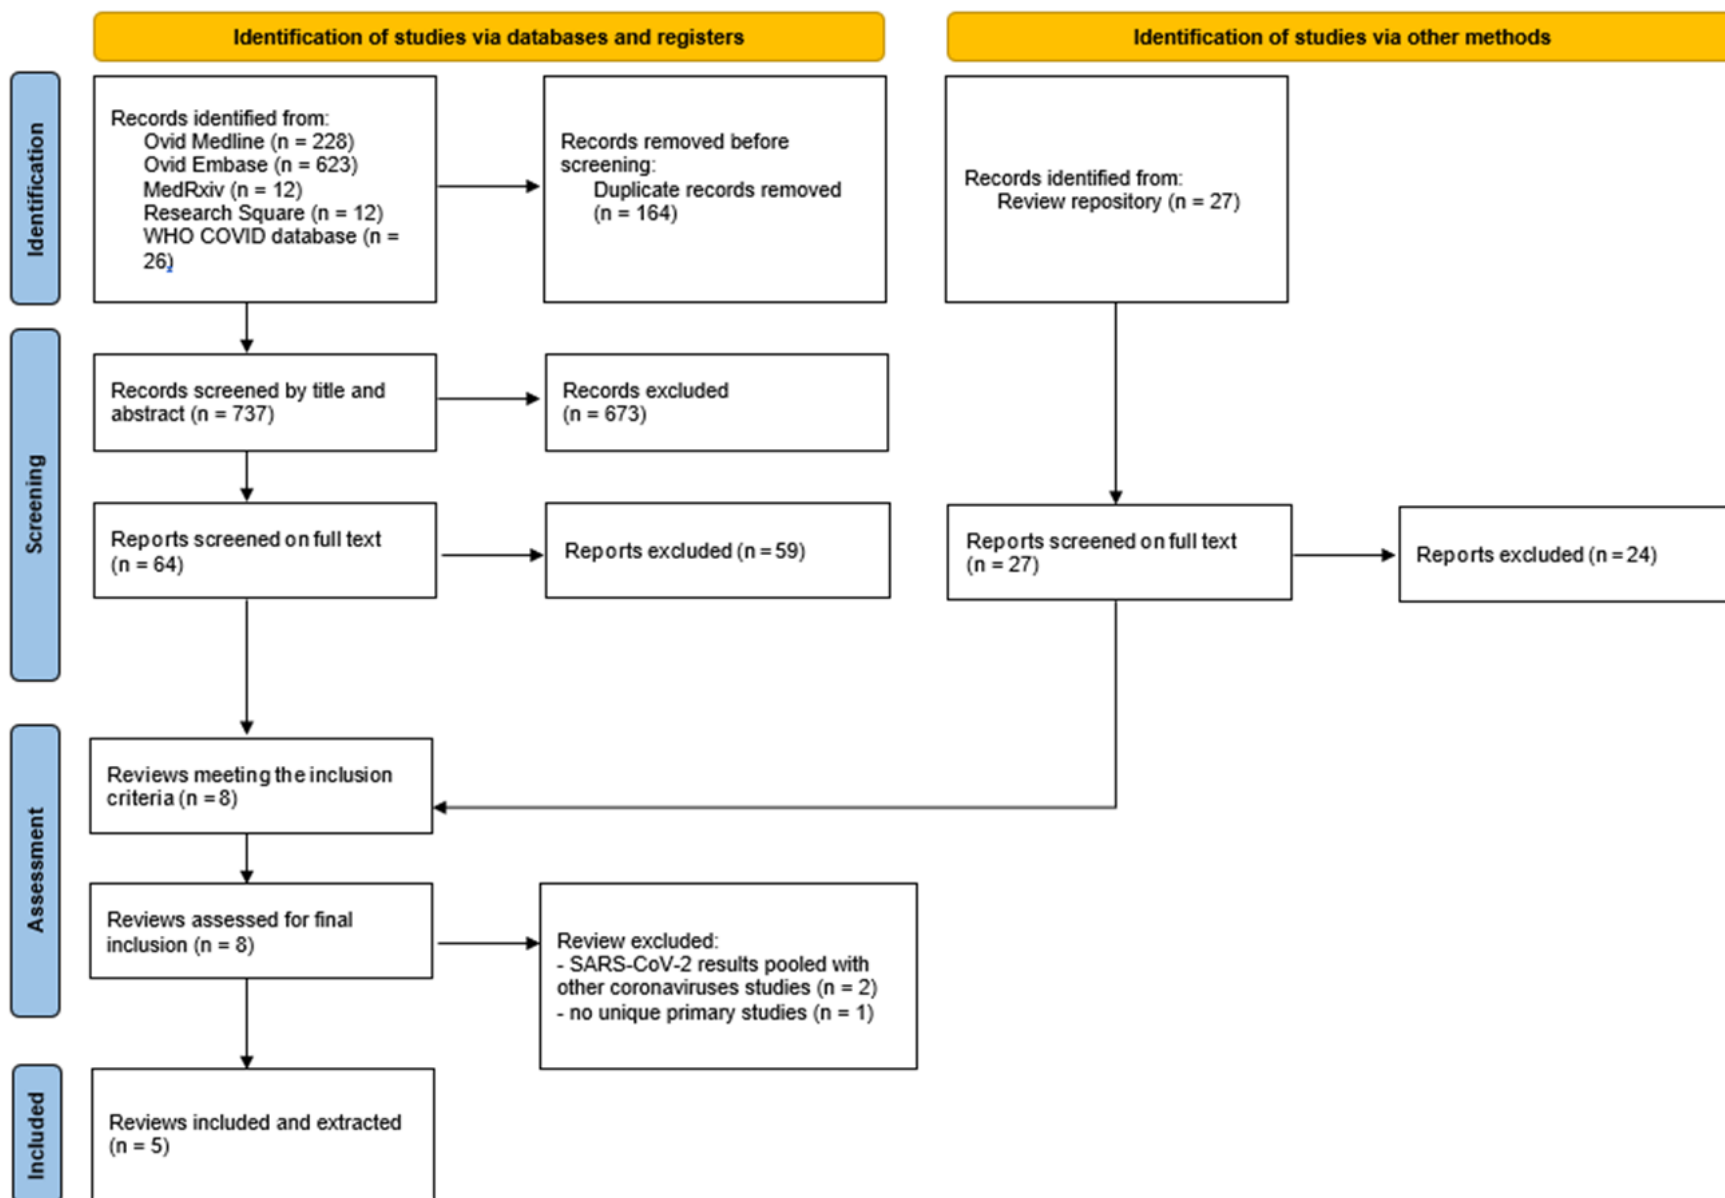 Identification of studies via databases and registers
Identification of studies via other methods
Identification
Records identified from:
Ovid Medline (n = 228)
Ovid Embase (n = 623)
MedRxiv (n = 12)
Research Square (n = 12)
WHO COVID database (n =
26)
Records removed before
screening:
Duplicate records removed
(n = 164)
Records identified from:
Review repository (n = 27)
Screening
Records screened by title and
abstract (n = 737)
Records excluded
(n = 673)
Reports screened on full text
(n = 64)
Reports excluded (n = 59)
Reports screened on full text
(n = 27)
Reports excluded (n = 24)
Assessment
Reviews meeting the inclusion
criteria (n = 8)
Reviews assessed for final
inclusion (n = 8)
Review excluded:
- SARS-CoV-2 results pooled with
other coronaviruses studies (n = 2)
- no unique primary studies (n = 1)
Included
Reviews included and extracted
(n = 5)